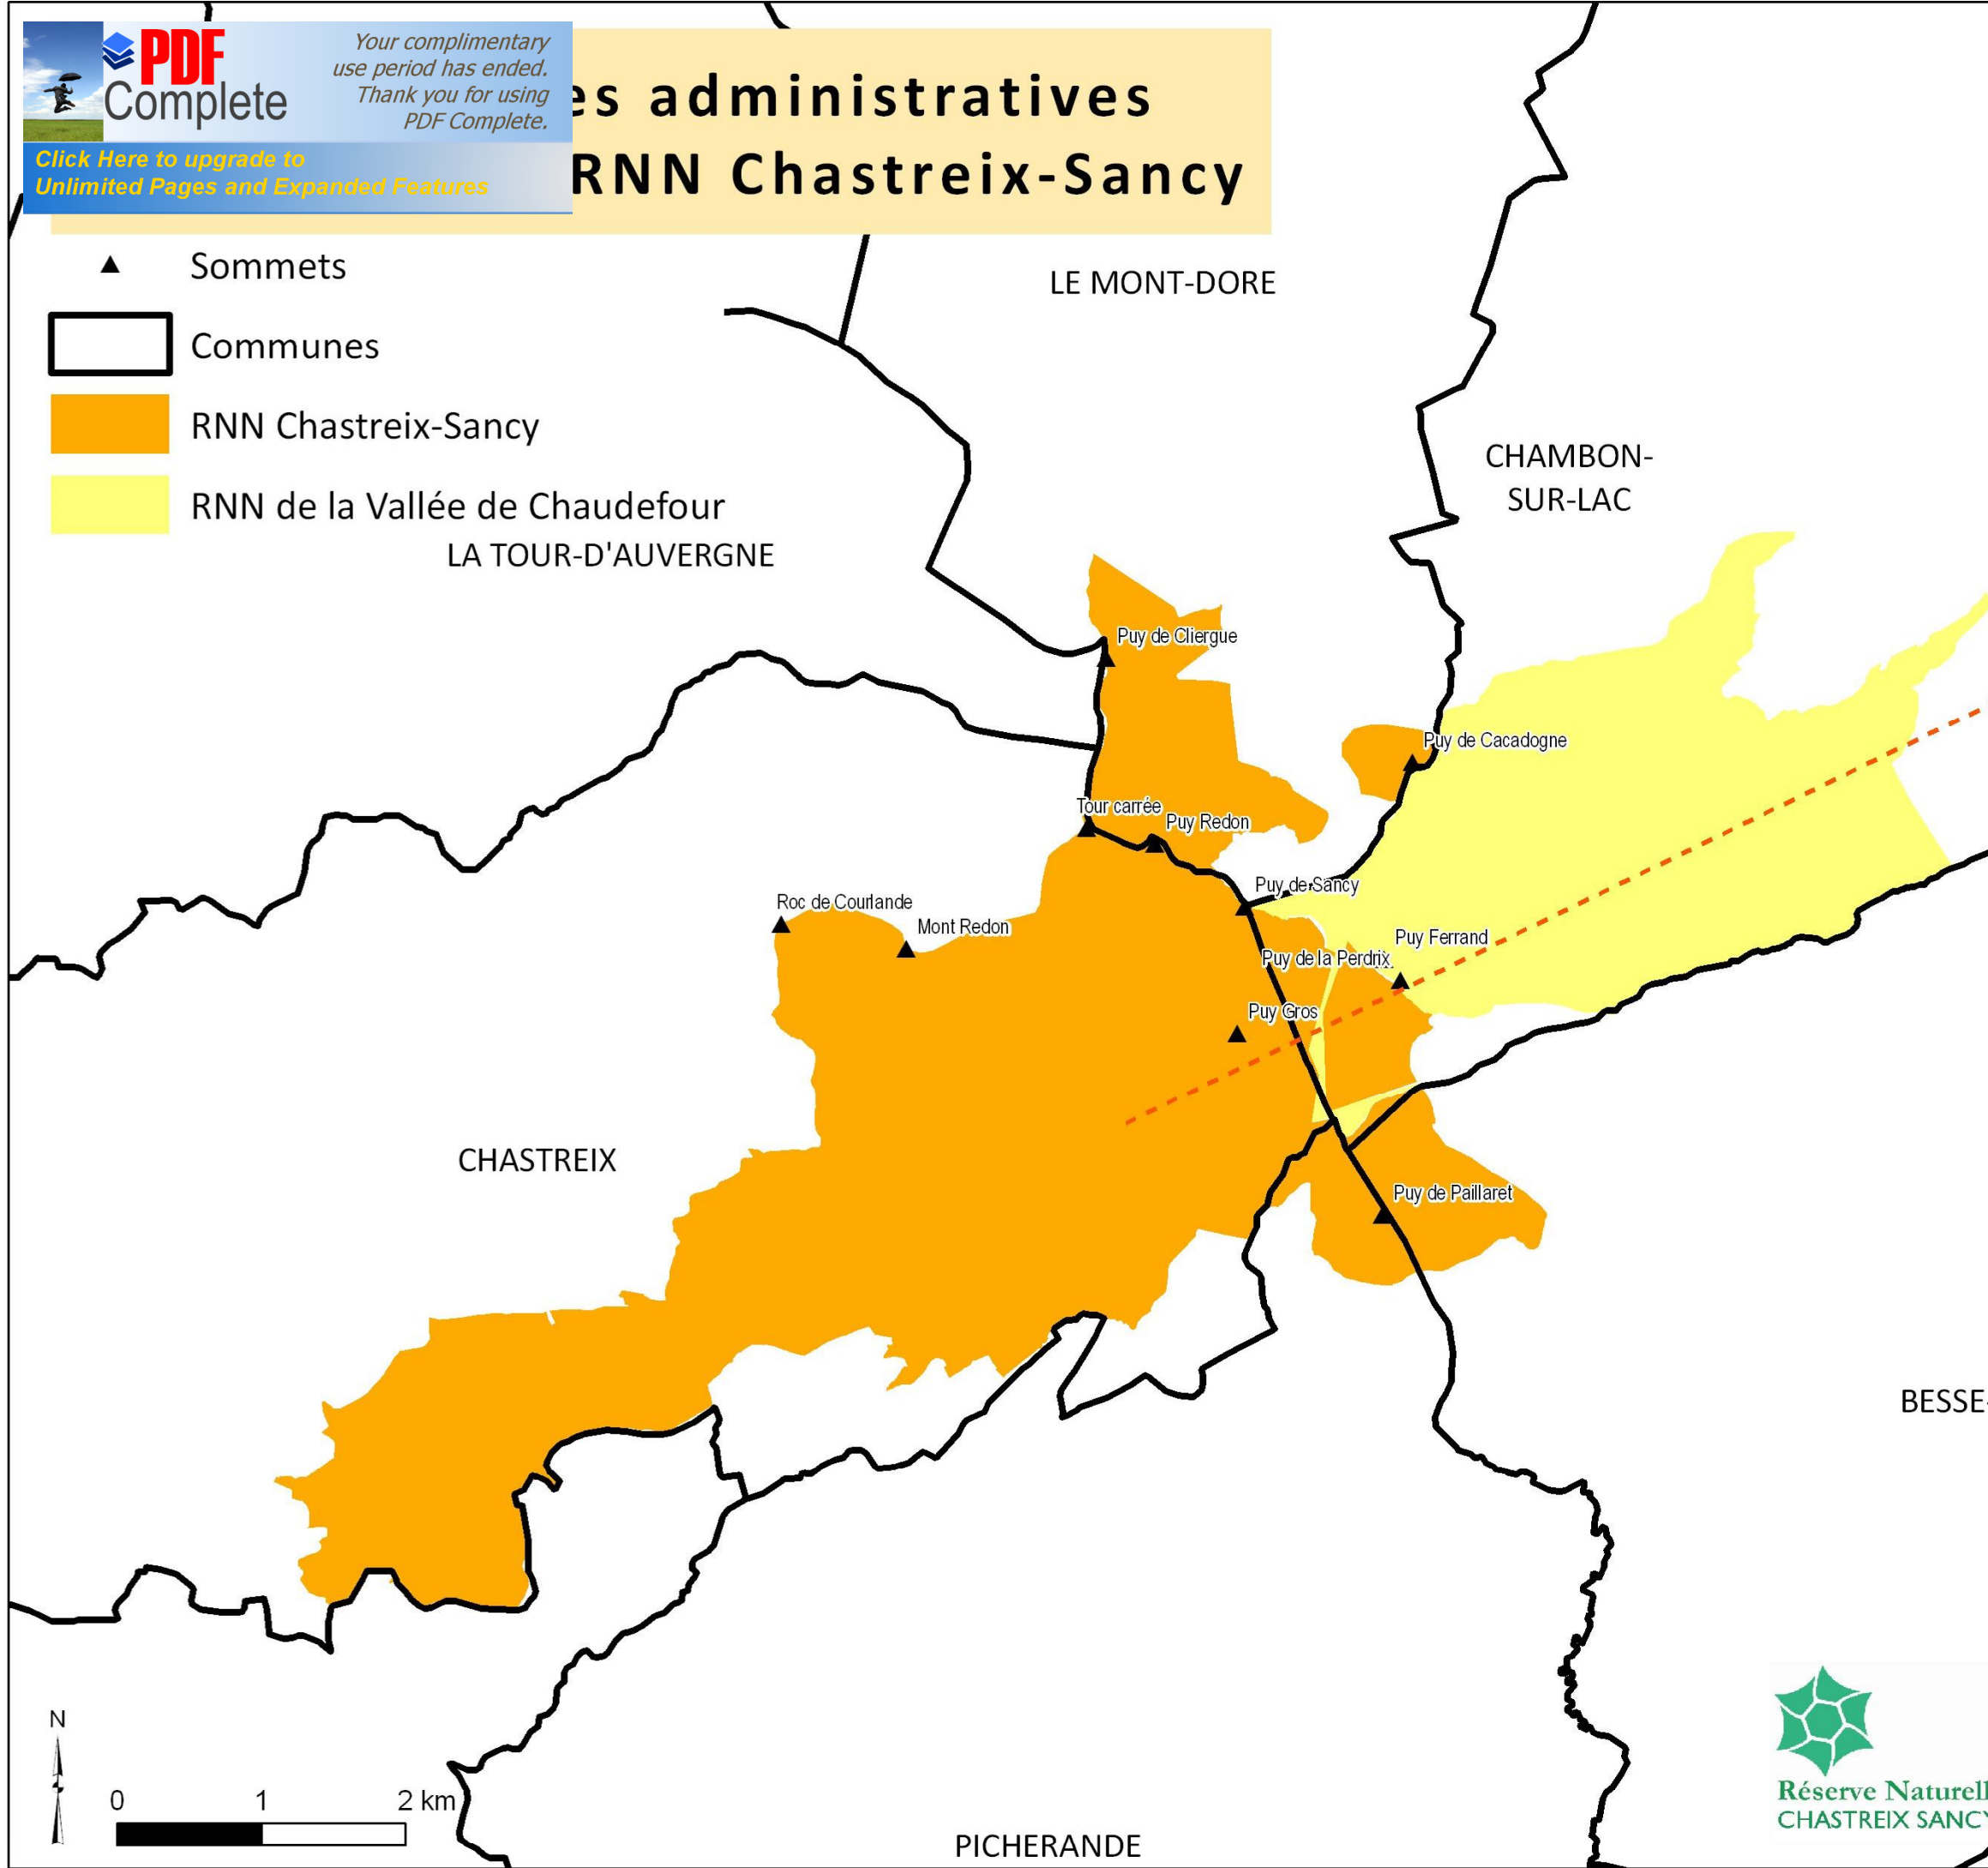 PDF
Complete
Your complimentary
use period has ended.
Thank you for using
PDF Complete.
Click Here to upgrade to
Unlimited Pages and Expanded Features
es administratives
RNN Chastreix-Sancy
Sommets
Communes
RNN Chastreix-Sancy
RNN de la Vallée de Chaudefour
LE MONT-DORE
CHAMBON-
SUR-LAC
LA TOUR-D'AUVERGNE
Puy de Cliergue
Puy de Cacadogne
Tour carrée
Puy Redon
Puy de Sancy
Roc de Courlande
Mont Redon
Puy Ferrand
Puy de la Perdrix
Puy Gros
CHASTREIX
Puy de Paillaret
BESSE-
N
0 1 2 km
PICHERANDE
Réserve Naturell
CHASTREIX SANCY